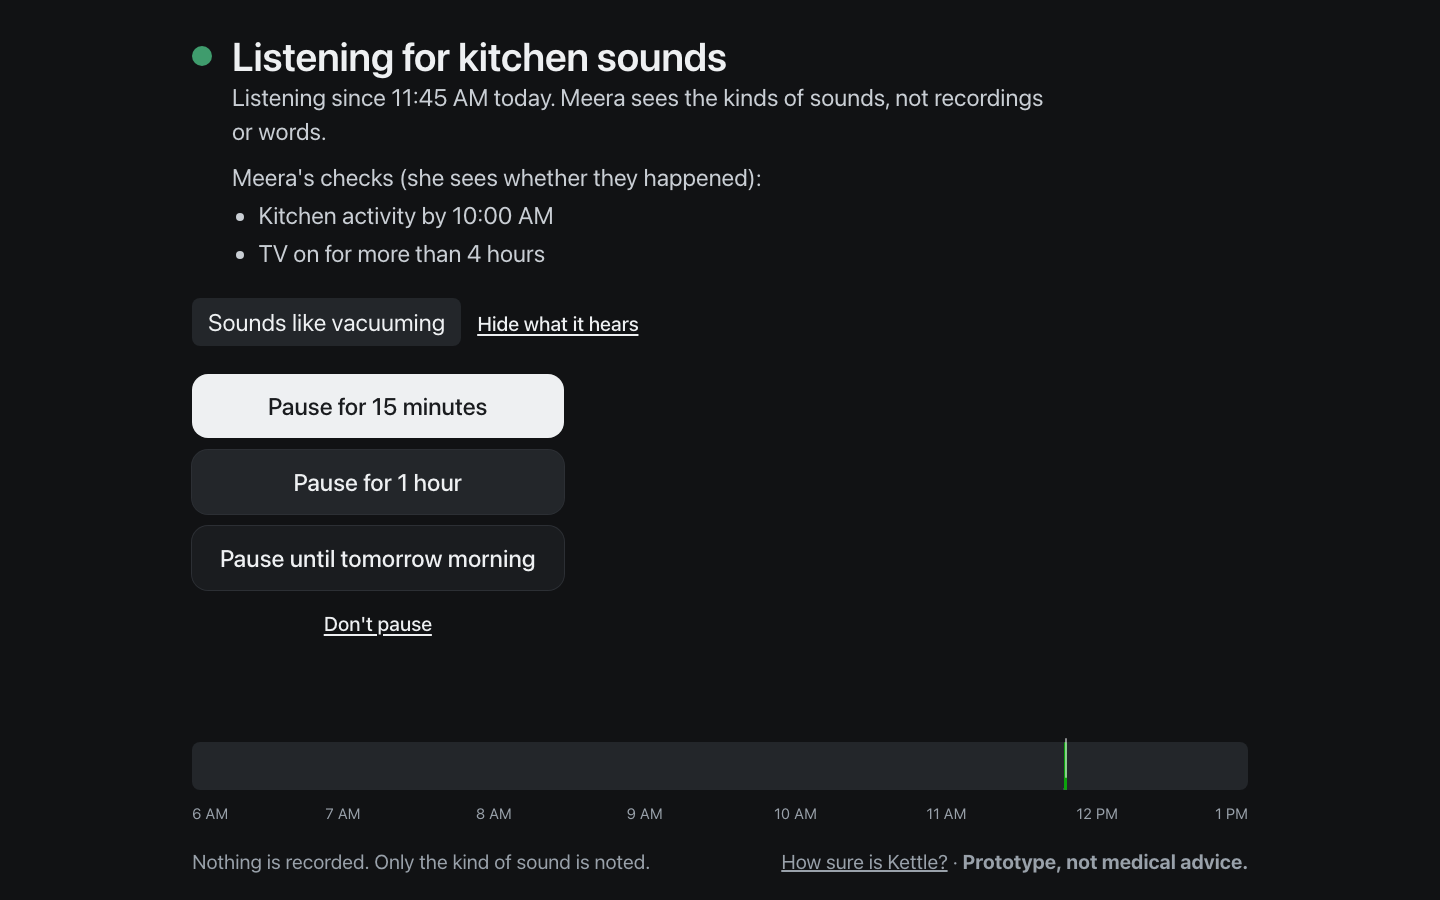 Listening for kitchen sounds
Listening since 11:45 AM today. Meera sees the kinds of sounds, not recordings
or words.
Meera's checks (she sees whether they happened):
• Kitchen activity by 10:00 AM
• TV on for more than 4 hours
Sounds like vacuuming Hide what it hears
Pause for 15 minutes
Pause for 1 hour
Pause until tomorrow morning
Don't pause
6 AM 7 AM 8 AM 9 AM 10 AM 11 AM 12 PM 1 PM
Nothing is recorded. Only the kind of sound is noted. How sure is Kettle? · Prototype, not medical advice.